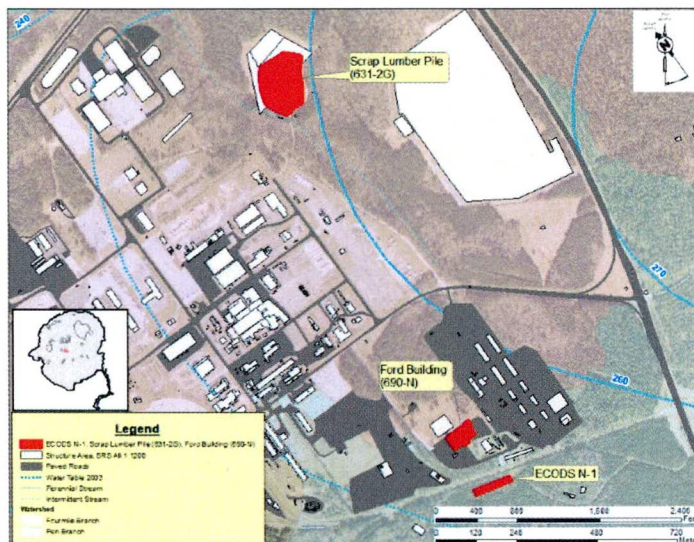 240
Scrap Lumber Pile
(631-2G)
N
270
260
Ford Building
(690-N)
ECODS N-1
Legend
ECODS N-1, Scrap Lumber Pile (631-2G), Ford Building (690-N)
Structure Area, SRS All 1:1200
Paved Roads
Water Table 2003
Perennial Stream
Intermittent Stream
Watershed
Fourmile Branch
Pen Branch
0 400 800 1,600 2,400
0 120 240 480 720